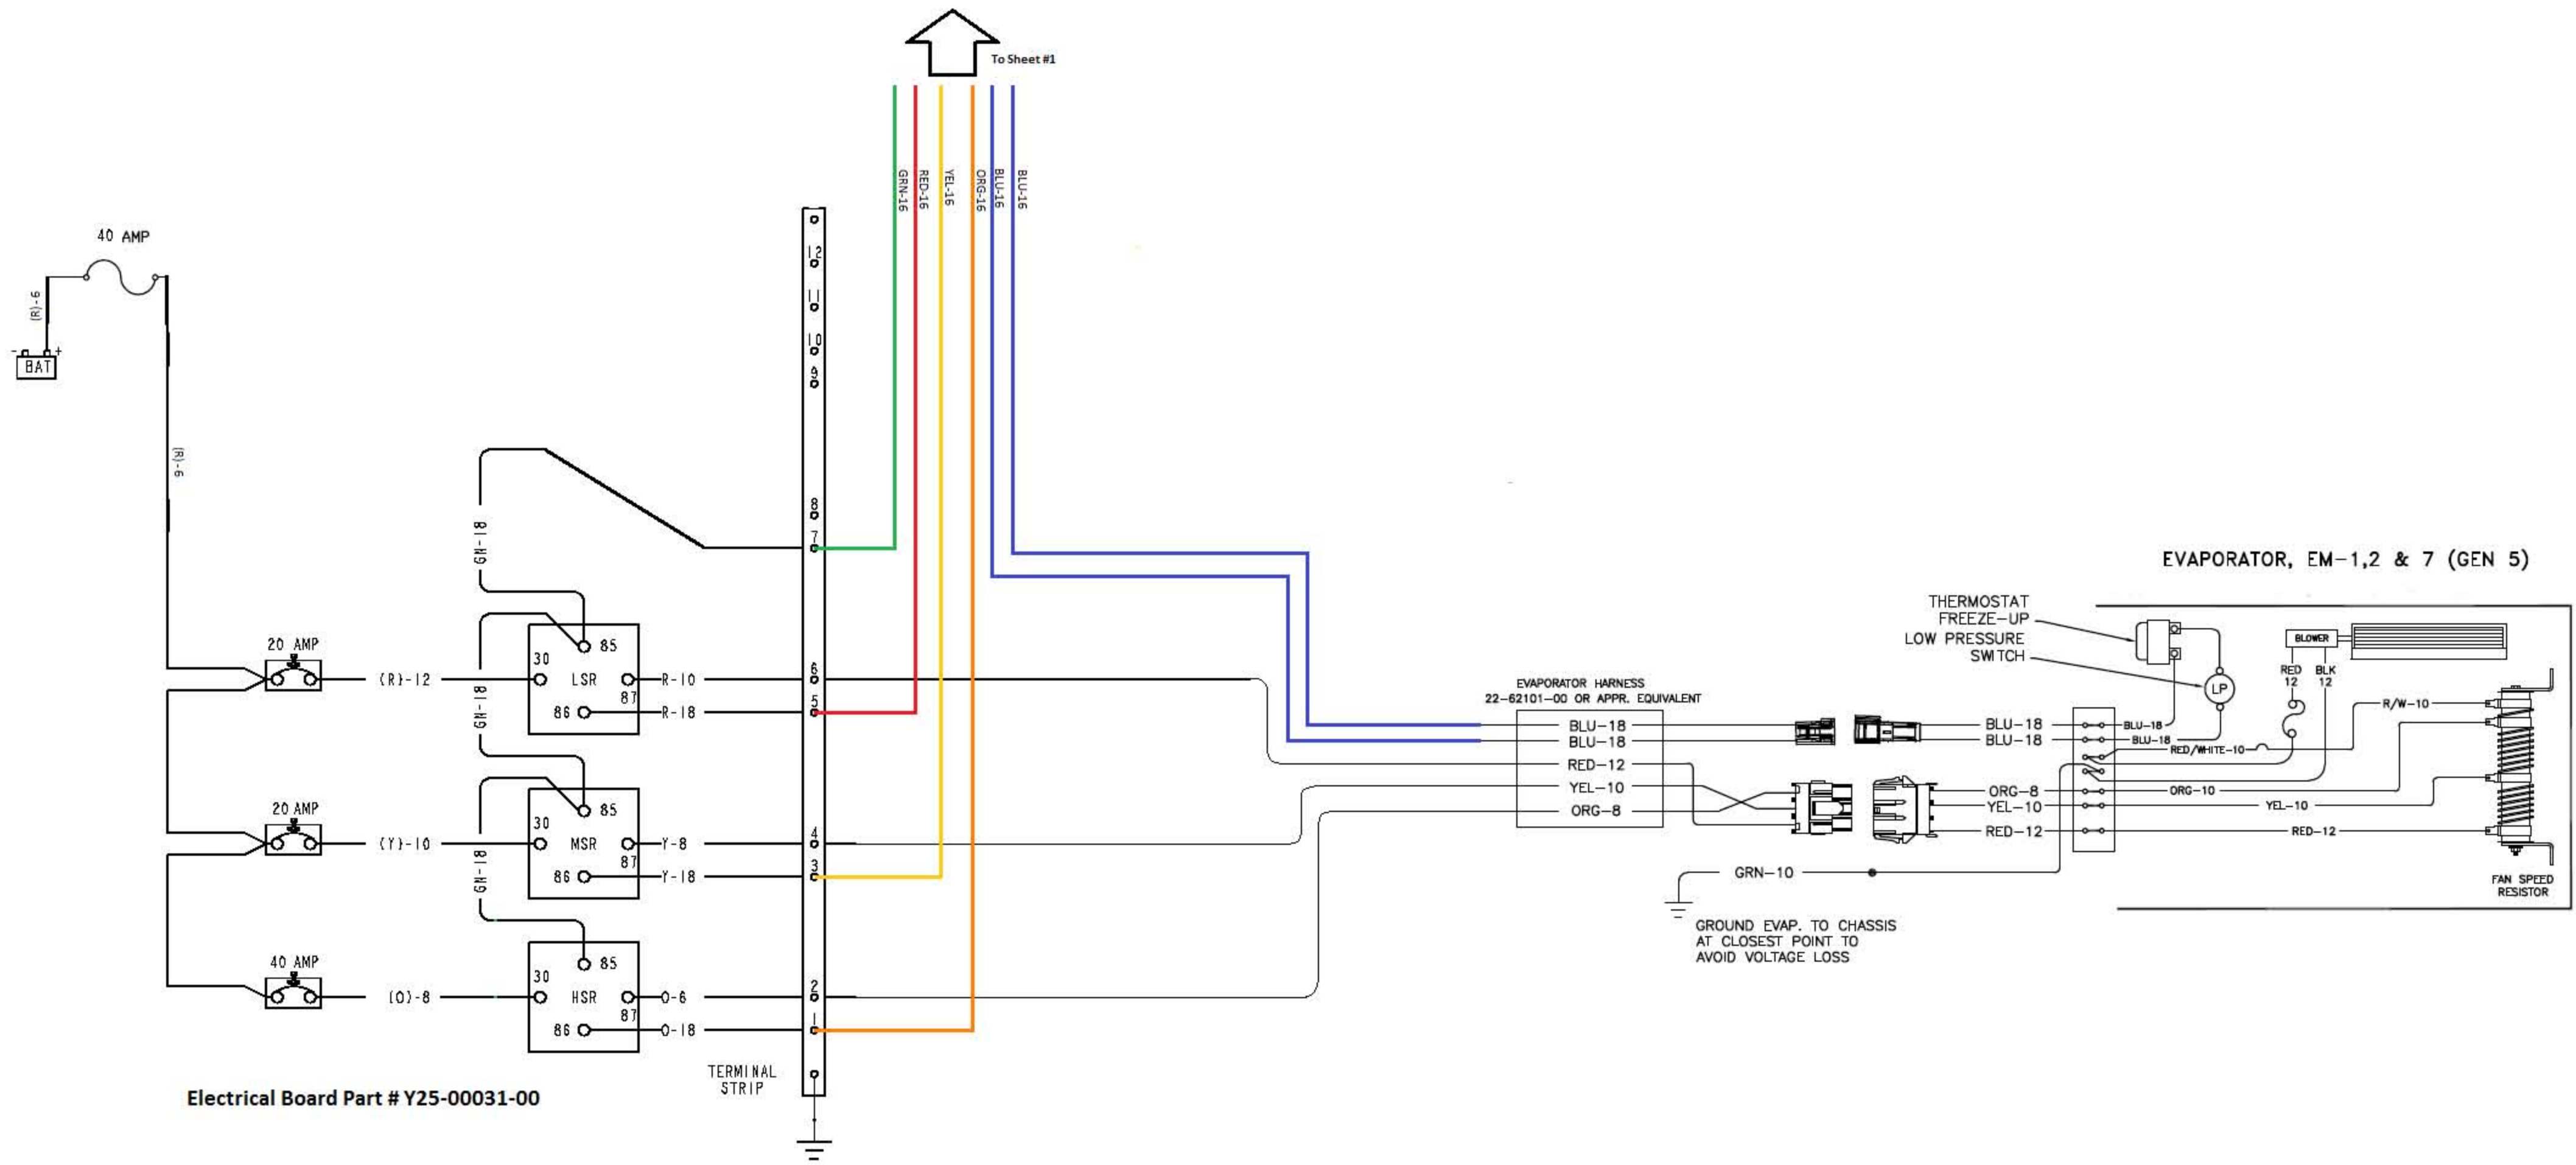 To Sheet #1
GRN-16
RED-16
YEL-16
ORG-16
BLU-16
BLU-16
40 AMP
(R)-6
- +
BAT
(R)-6
12
11
10
9
8
7
6
5
4
3
2
1
GN-18
20 AMP
(R)-12
30
85
LSR
87
86
R-10
R-18
GN-18
20 AMP
(Y)-10
30
85
MSR
87
86
Y-8
Y-18
GN-18
40 AMP
(O)-8
30
85
HSR
87
86
O-6
O-18
TERMINAL
STRIP
Electrical Board Part # Y25-00031-00
EVAPORATOR HARNESS
22-62101-00 OR APPR. EQUIVALENT
BLU-18
BLU-18
RED-12
YEL-10
ORG-8
EVAPORATOR, EM-1,2 & 7 (GEN 5)
THERMOSTAT
FREEZE-UP
LOW PRESSURE
SWITCH
LP
BLOWER
RED
12
BLK
12
BLU-18
BLU-18
BLU-18
BLU-18
RED/WHITE-10
R/W-10
ORG-8
YEL-10
RED-12
ORG-10
YEL-10
RED-12
FAN SPEED
RESISTOR
GRN-10
GROUND EVAP. TO CHASSIS
AT CLOSEST POINT TO
AVOID VOLTAGE LOSS